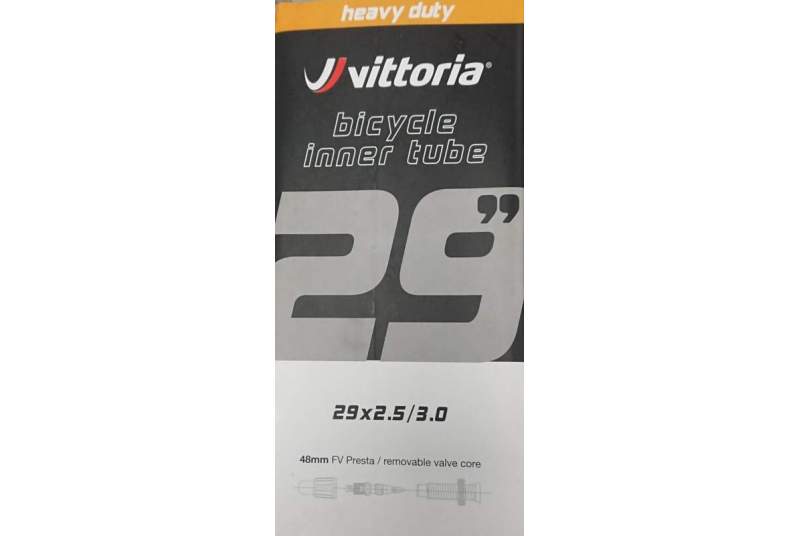 heavy duty
vittoria®
bicycle
inner tube
29”
29x2.5/3.0
48mm FV Presta / removable valve core